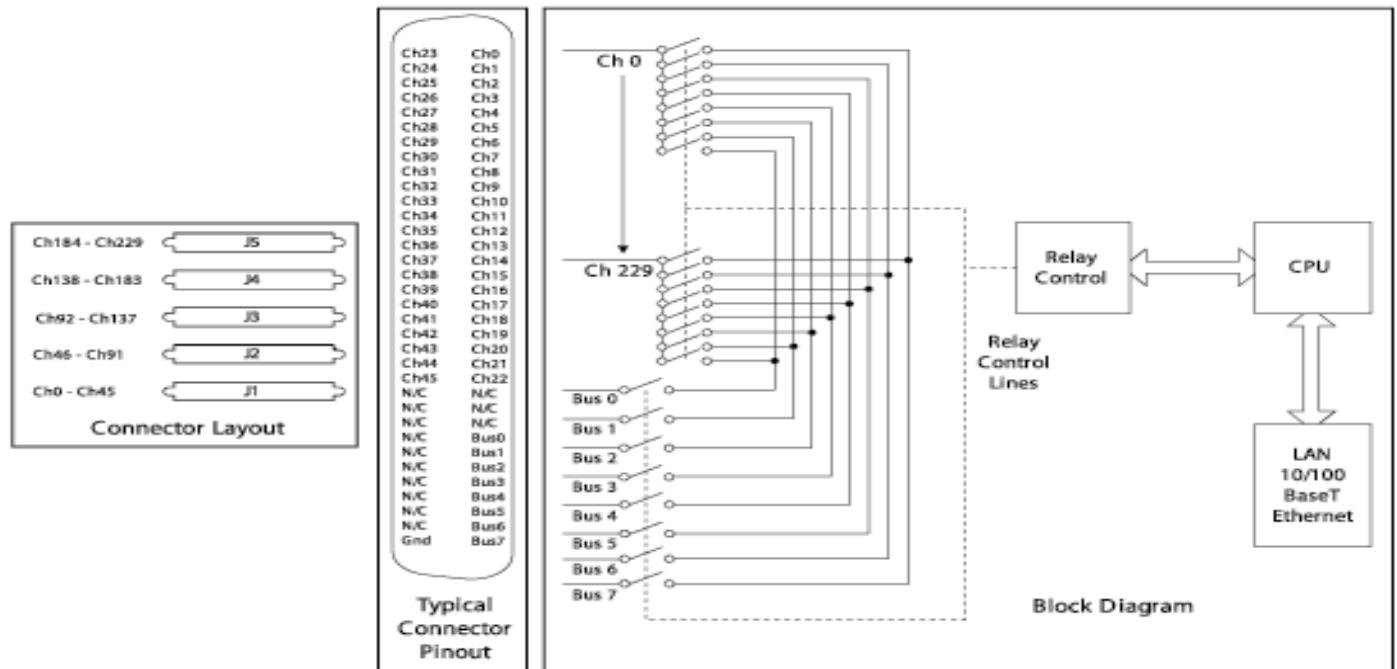 Ch184 - Ch229 J5
Ch138 - Ch183 J4
Ch92 - Ch137 J3
Ch46 - Ch91 J2
Ch0 - Ch45 J1
Connector Layout
Ch23 Ch0
Ch24 Ch1
Ch25 Ch2
Ch26 Ch3
Ch27 Ch4
Ch28 Ch5
Ch29 Ch6
Ch30 Ch7
Ch31 Ch8
Ch32 Ch9
Ch33 Ch10
Ch34 Ch11
Ch35 Ch12
Ch36 Ch13
Ch37 Ch14
Ch38 Ch15
Ch39 Ch16
Ch40 Ch17
Ch41 Ch18
Ch42 Ch19
Ch43 Ch20
Ch44 Ch21
Ch45 Ch22
N/C N/C
N/C N/C
N/C N/C
N/C Bus0
N/C Bus1
N/C Bus2
N/C Bus3
N/C Bus4
N/C Bus5
N/C Bus6
Gnd Bus7
Typical
Connector
Pinout
Ch 0
Ch 229
Bus 0
Bus 1
Bus 2
Bus 3
Bus 4
Bus 5
Bus 6
Bus 7
Relay
Control
Lines
Relay
Control
CPU
LAN
10/100
BaseT
Ethernet
Block Diagram